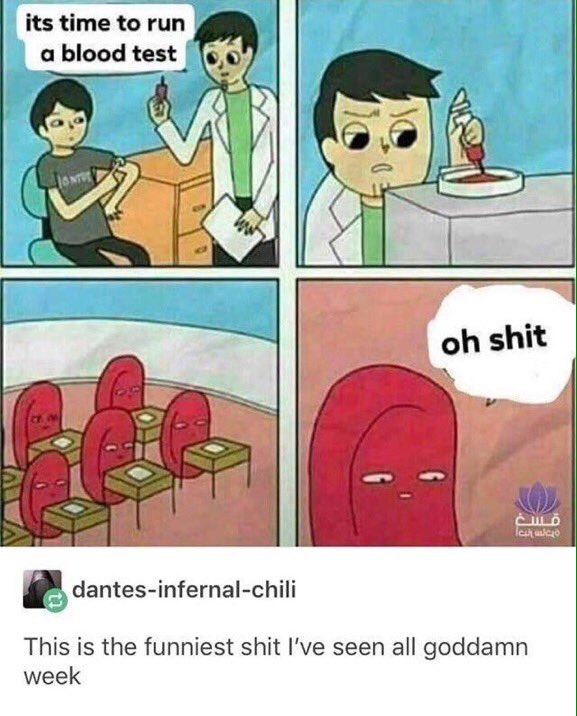 its time to run
a blood test
oh shit
dantes-infernal-chili
This is the funniest shit I've seen all goddamn
week